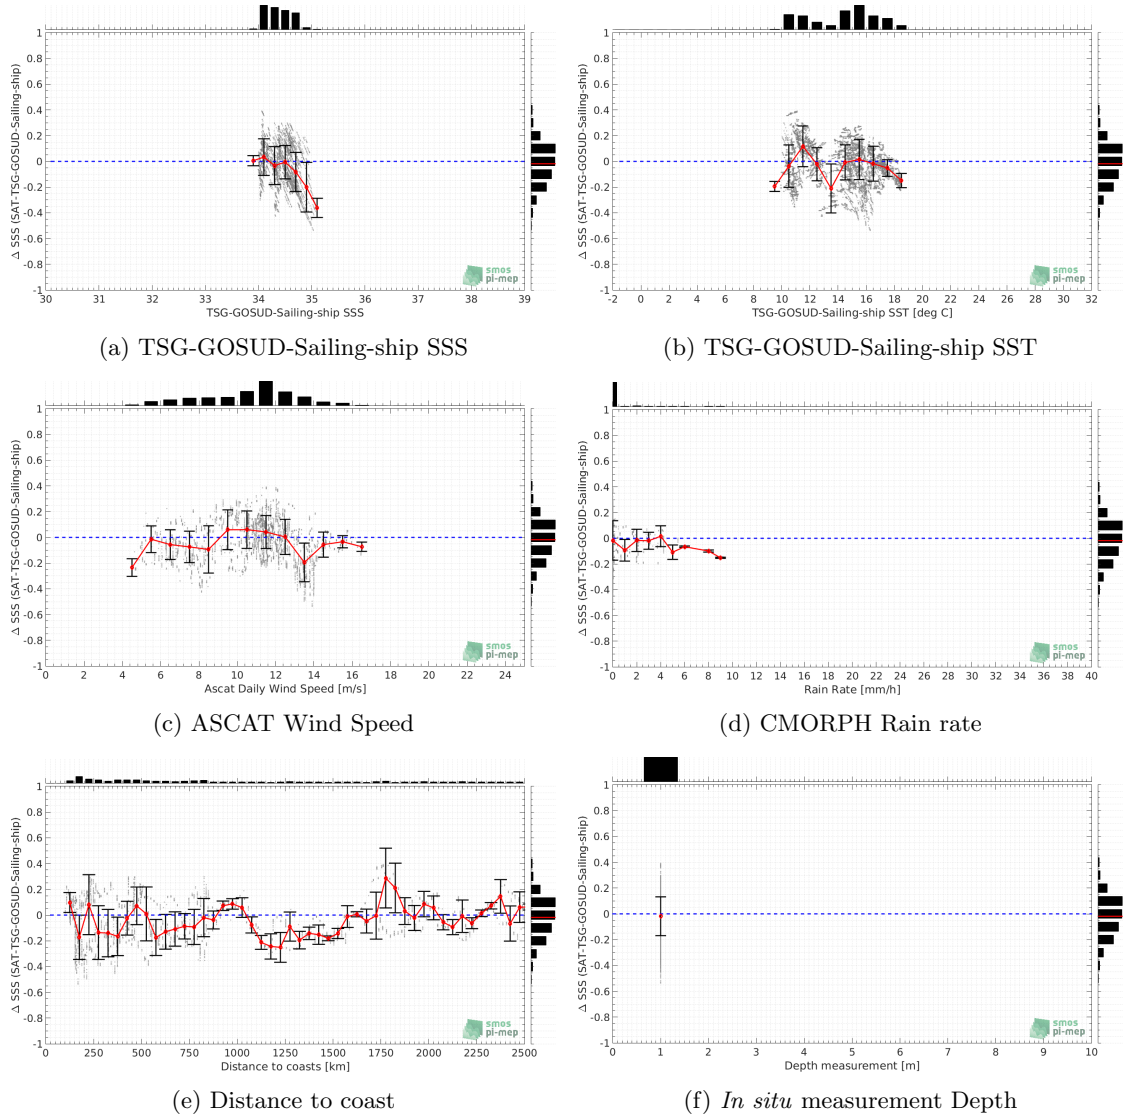 1
0.8
0.6
0.4
0.2
0
-0.2
-0.4
-0.6
-0.8
-1
Δ SSS (SAT-TSG-GOSUD-Sailing-ship)
smos
pi-mep
30 31 32 33 34 35 36 37 38 39
TSG-GOSUD-Sailing-ship SSS
(a) TSG-GOSUD-Sailing-ship SSS
1
0.8
0.6
0.4
0.2
0
-0.2
-0.4
-0.6
-0.8
-1
Δ SSS (SAT-TSG-GOSUD-Sailing-ship)
smos
pi-mep
-2 0 2 4 6 8 10 12 14 16 18 20 22 24 26 28 30 32
TSG-GOSUD-Sailing-ship SST [deg C]
(b) TSG-GOSUD-Sailing-ship SST
1
0.8
0.6
0.4
0.2
0
-0.2
-0.4
-0.6
-0.8
-1
Δ SSS (SAT-TSG-GOSUD-Sailing-ship)
smos
pi-mep
0 2 4 6 8 10 12 14 16 18 20 22 24
Ascat Daily Wind Speed [m/s]
(c) ASCAT Wind Speed
1
0.8
0.6
0.4
0.2
0
-0.2
-0.4
-0.6
-0.8
-1
Δ SSS (SAT-TSG-GOSUD-Sailing-ship)
smos
pi-mep
0 2 4 6 8 10 12 14 16 18 20 22 24 26 28 30 32 34 36 38 40
Rain Rate [mm/h]
(d) CMORPH Rain rate
1
0.8
0.6
0.4
0.2
0
-0.2
-0.4
-0.6
-0.8
-1
Δ SSS (SAT-TSG-GOSUD-Sailing-ship)
smos
pi-mep
0 250 500 750 1000 1250 1500 1750 2000 2250 2500
Distance to coasts [km]
(e) Distance to coast
1
0.8
0.6
0.4
0.2
0
-0.2
-0.4
-0.6
-0.8
-1
Δ SSS (SAT-TSG-GOSUD-Sailing-ship)
smos
pi-mep
0 1 2 3 4 5 6 7 8 9 10
Depth measurement [m]
(f) In situ measurement Depth